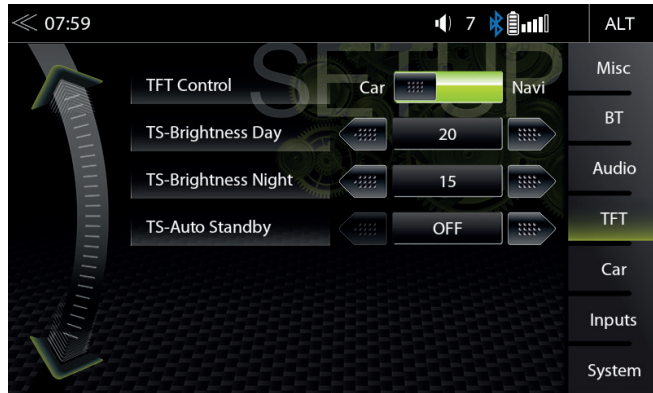 07:59
7
ALT
SETUP
TFT Control
Car
Navi
TS-Brightness Day
20
TS-Brightness Night
15
TS-Auto Standby
OFF
Misc
BT
Audio
TFT
Car
Inputs
System